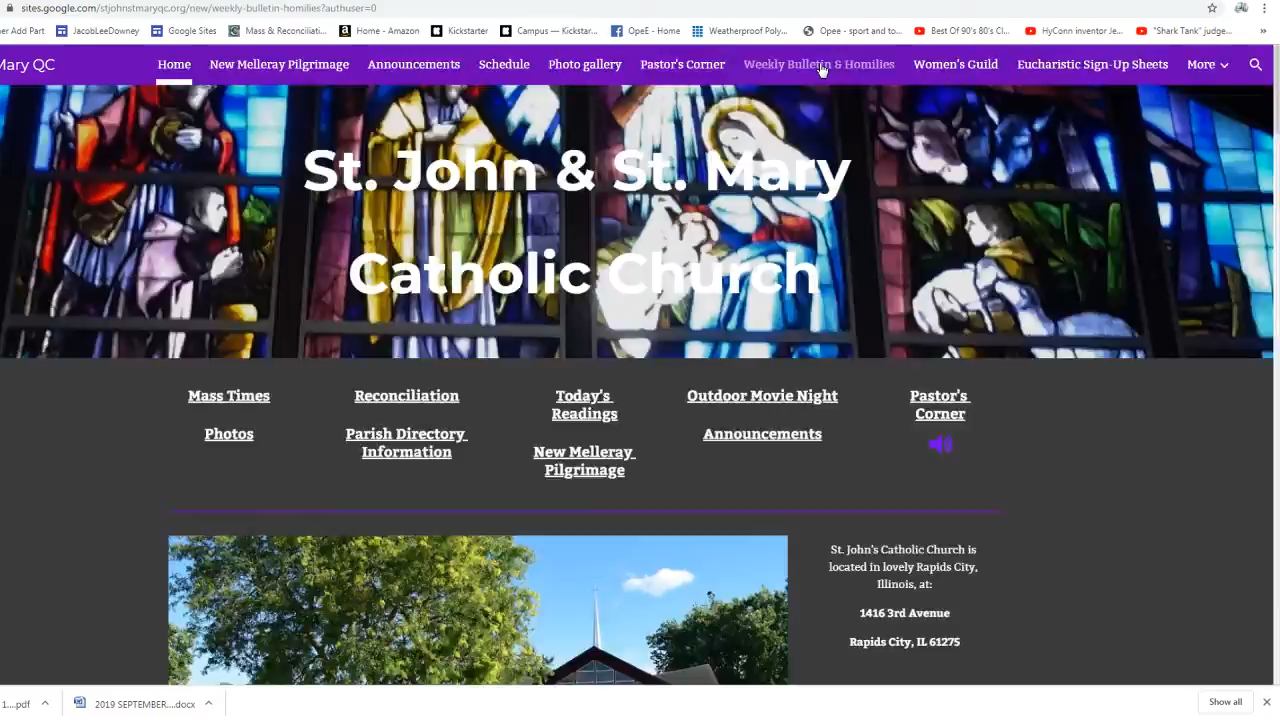 sites.google.com/stjohnstmaryqc.org/new/weekly-bulletin-homilies?authuser=0
er Add Part JacobLeeDowney Google Sites Mass & Reconciliati... Home - Amazon Kickstarter Campus — Kickstar... OpeE - Home Weatherproof Poly... Opee - sport and to... Best Of 90's 80's Cl... HyConn inventor Je... "Shark Tank" judge... »
Mary QC Home New Melleray Pilgrimage Announcements Schedule Photo gallery Pastor's Corner Weekly Bulletin & Homilies Women's Guild Eucharistic Sign-Up Sheets More
St. John & St. Mary
Catholic Church
Mass Times
Photos
Reconciliation
Parish Directory
Information
Today's
Readings
New Melleray
Pilgrimage
Outdoor Movie Night
Announcements
Pastor's
Corner
St. John's Catholic Church is
located in lovely Rapids City,
Illinois, at:
1416 3rd Avenue
Rapids City, IL 61275
1....pdf 2019 SEPTEMBER....docx Show all